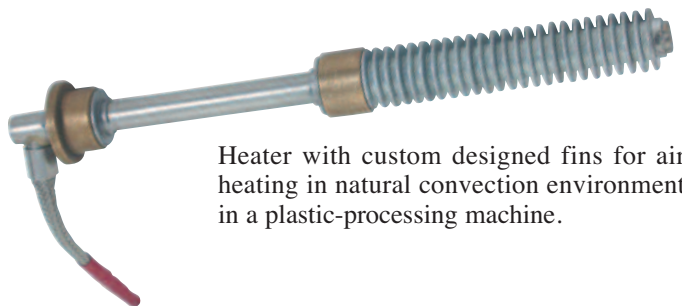 Heater with custom designed fins for air
heating in natural convection environment
in a plastic-processing machine.